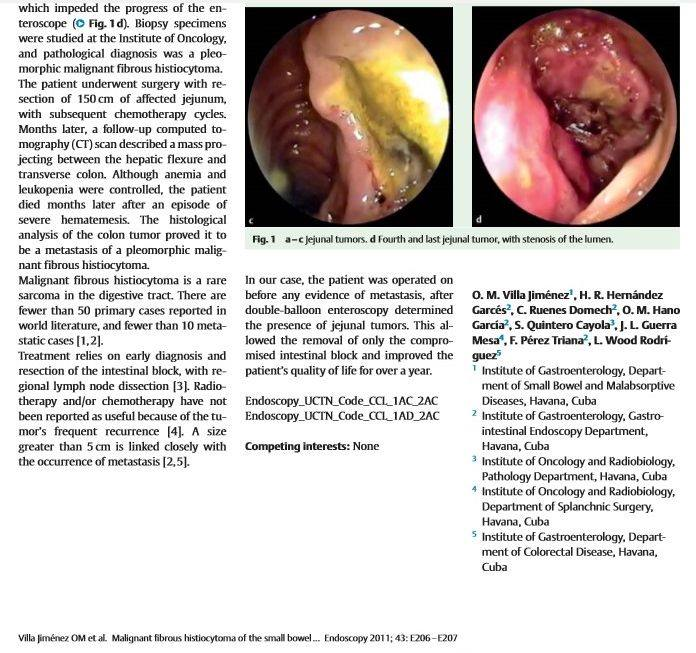 which impeded the progress of the en-
teroscope (Fig. 1 d). Biopsy specimens
were studied at the Institute of Oncology,
and pathological diagnosis was a pleo-
morphic malignant fibrous histiocytoma.
The patient underwent surgery with re-
section of 150 cm of affected jejunum,
with subsequent chemotherapy cycles.
Months later, a follow-up computed to-
mography (CT) scan described a mass pro-
jecting between the hepatic flexure and
transverse colon. Although anemia and
leukopenia were controlled, the patient
died months later after an episode of
severe hematemesis. The histological
analysis of the colon tumor proved it to
be a metastasis of a pleomorphic malig-
nant fibrous histiocytoma.
Malignant fibrous histiocytoma is a rare
sarcoma in the digestive tract. There are
fewer than 50 primary cases reported in
world literature, and fewer than 10 meta-
static cases [1,2].
Treatment relies on early diagnosis and
resection of the intestinal block, with re-
gional lymph node dissection [3]. Radio-
therapy and/or chemotherapy have not
been reported as useful because of the tu-
mor's frequent recurrence [4]. A size
greater than 5 cm is linked closely with
the occurrence of metastasis [2,5].
c
d
Fig. 1 a–c Jejunal tumors. d Fourth and last jejunal tumor, with stenosis of the lumen.
In our case, the patient was operated on
before any evidence of metastasis, after
double-balloon enteroscopy determined
the presence of jejunal tumors. This al-
lowed the removal of only the compro-
mised intestinal block and improved the
patient's quality of life for over a year.
Endoscopy_UCTN_Code_CCL_1AC_2AC
Endoscopy_UCTN_Code_CCL_1AD_2AC
Competing interests: None
O. M. Villa Jiménez¹, H. R. Hernández
Garcés², C. Ruenes Domech², O. M. Hano
García², S. Quintero Cayola³, J. L. Guerra
Mesa⁴, F. Pérez Triana², L. Wood Rodrí-
guez⁵
¹ Institute of Gastroenterology, Depart-
ment of Small Bowel and Malabsorptive
Diseases, Havana, Cuba
² Institute of Gastroenterology, Gastro-
intestinal Endoscopy Department,
Havana, Cuba
³ Institute of Oncology and Radiobiology,
Pathology Department, Havana, Cuba
⁴ Institute of Oncology and Radiobiology,
Department of Splanchnic Surgery,
Havana, Cuba
⁵ Institute of Gastroenterology, Depart-
ment of Colorectal Disease, Havana,
Cuba
Villa Jiménez OM et al. Malignant fibrous histiocytoma of the small bowel ... Endoscopy 2011; 43: E206–E207